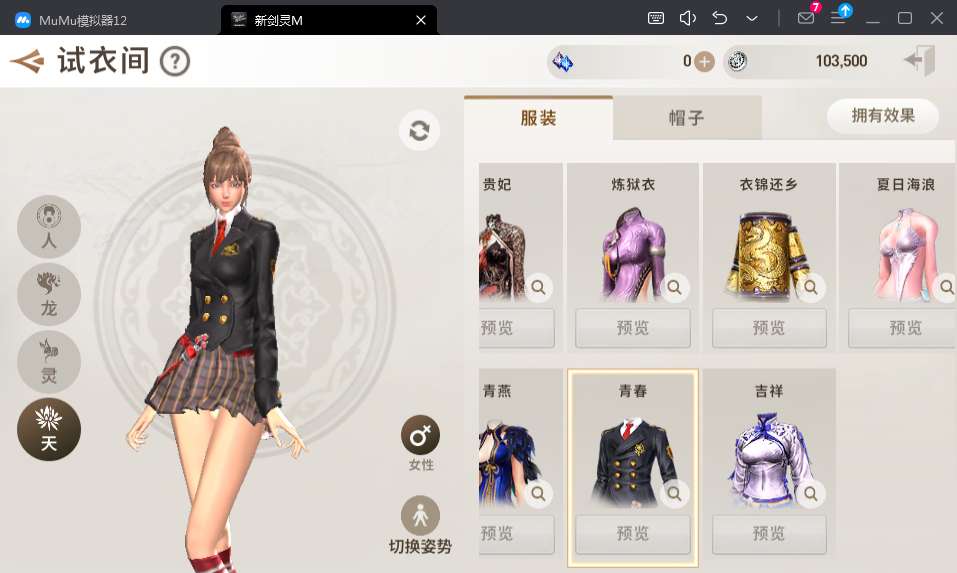 MuMu模拟器12
新剑灵M
7
试衣间
?
0
103,500
服装
帽子
拥有效果
人
龙
灵
天
女性
切换姿势
贵妃
炼狱衣
衣锦还乡
夏日海浪
预览
预览
预览
预览
青燕
青春
吉祥
预览
预览
预览